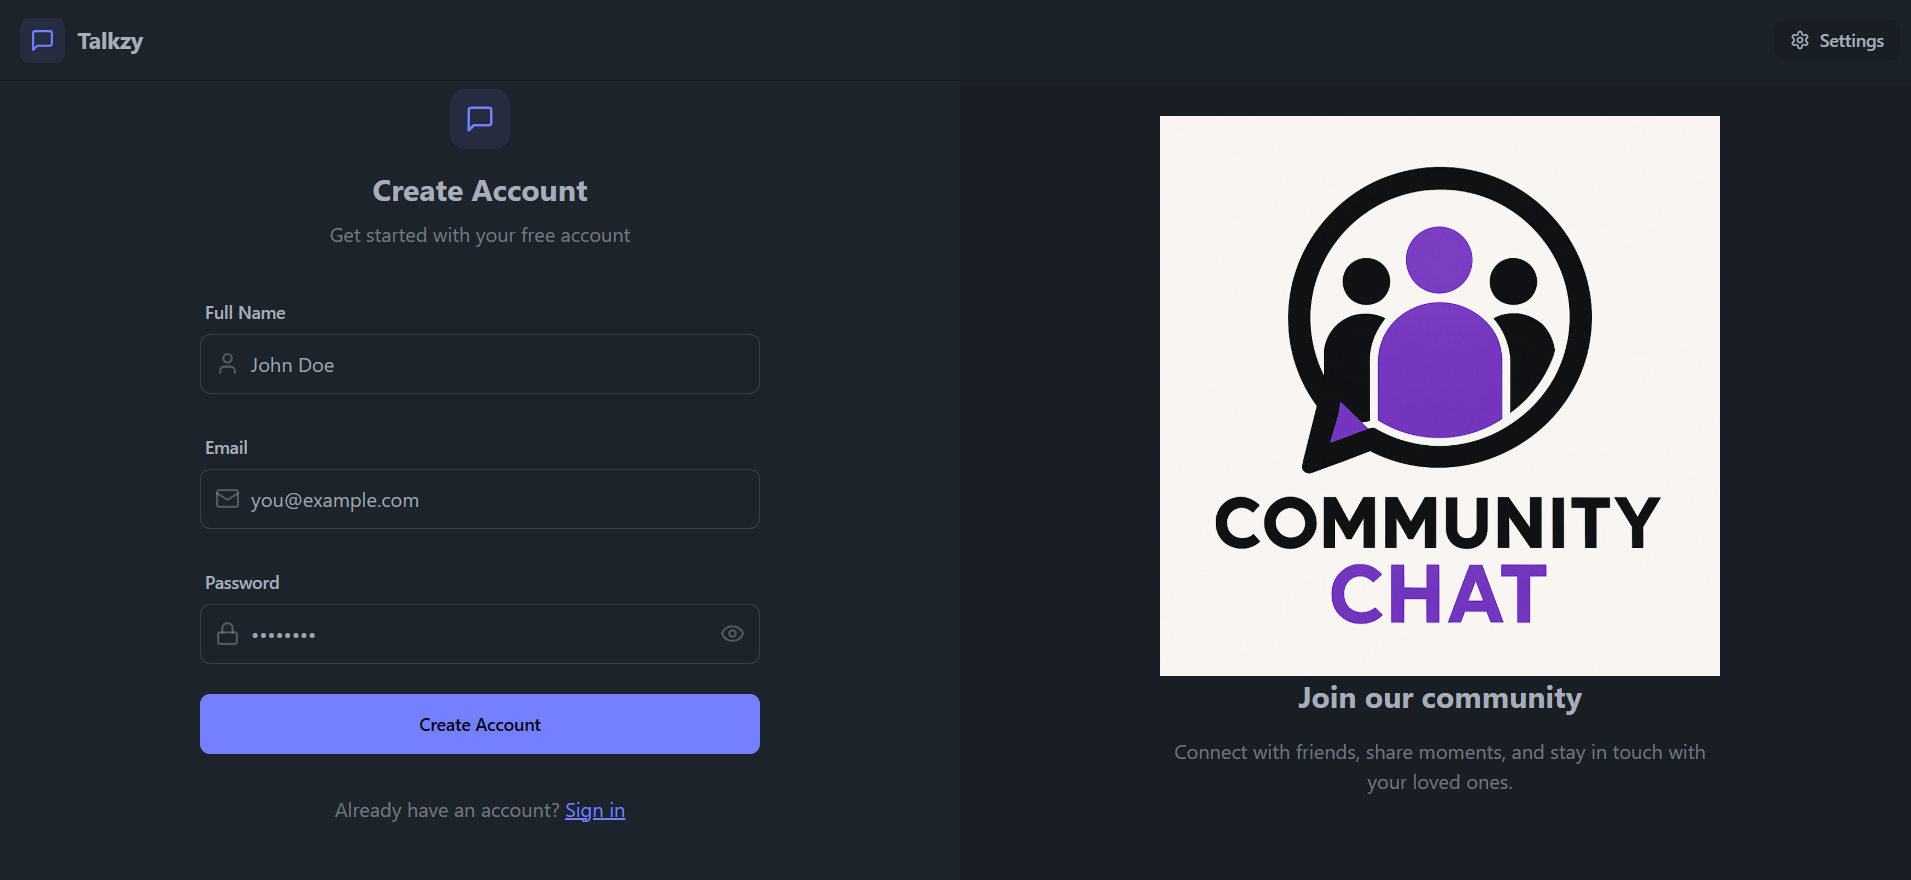 Talkzy
Settings
Create Account
Get started with your free account
Full Name
John Doe
Email
you@example.com
Password
••••••••
Create Account
Already have an account? Sign in
COMMUNITY
CHAT
Join our community
Connect with friends, share moments, and stay in touch with
your loved ones.